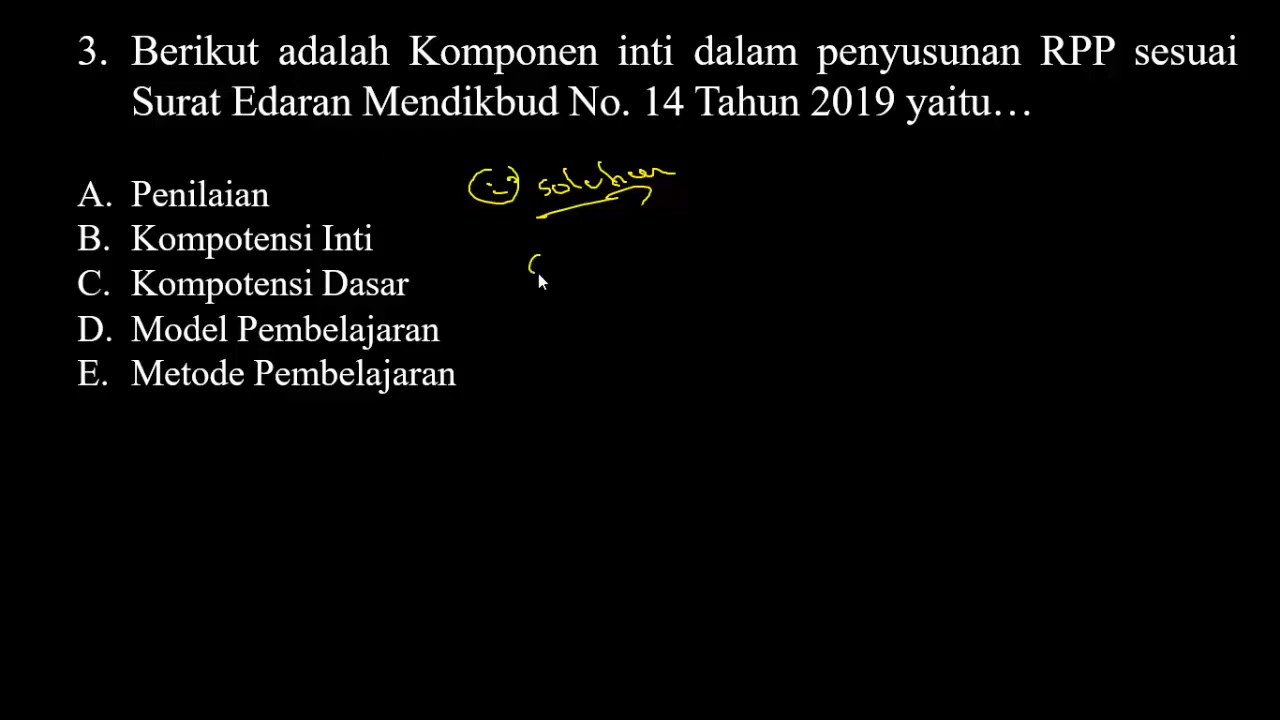 3. Berikut adalah Komponen inti dalam penyusunan RPP sesuai
Surat Edaran Mendikbud No. 14 Tahun 2019 yaitu…
A. Penilaian
B. Kompotensi Inti
C. Kompotensi Dasar
D. Model Pembelajaran
E. Metode Pembelajaran